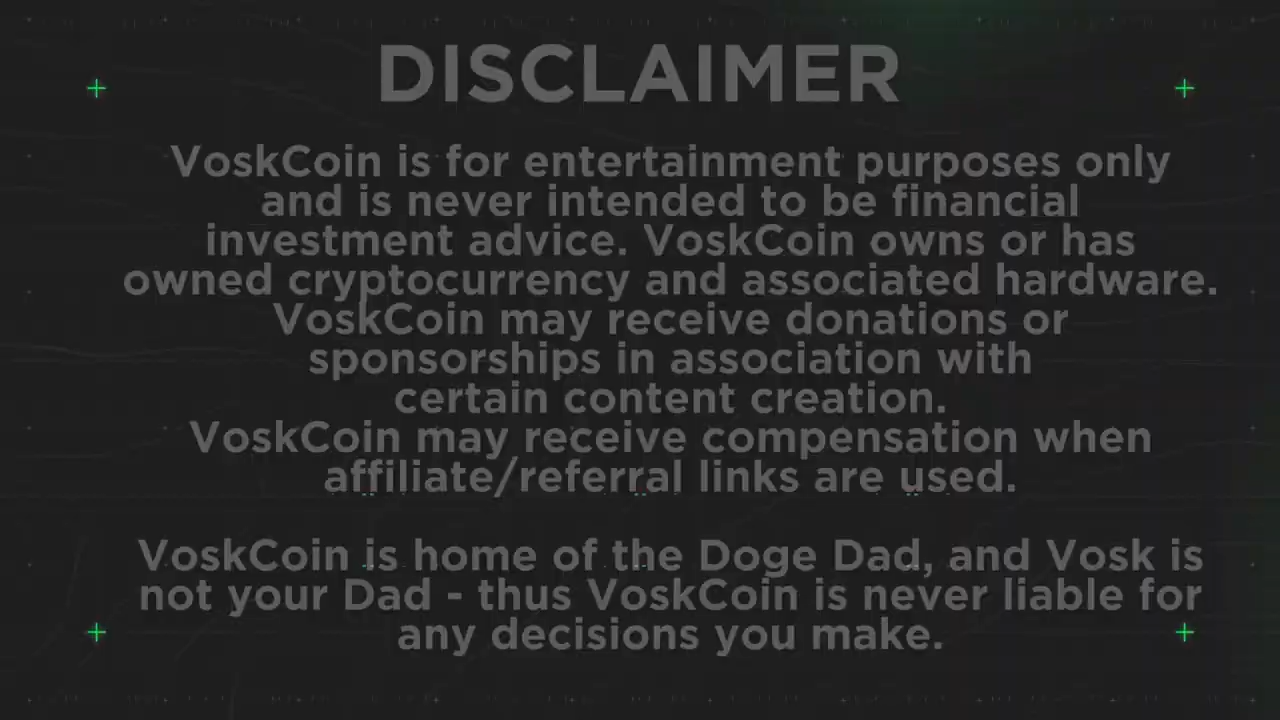 DISCLAIMER
VoskCoin is for entertainment purposes only
and is never intended to be financial
investment advice. VoskCoin owns or has
owned cryptocurrency and associated hardware.
VoskCoin may receive donations or
sponsorships in association with
certain content creation.
VoskCoin may receive compensation when
affiliate/referral links are used.
VoskCoin is home of the Doge Dad, and Vosk is
not your Dad - thus VoskCoin is never liable for
any decisions you make.